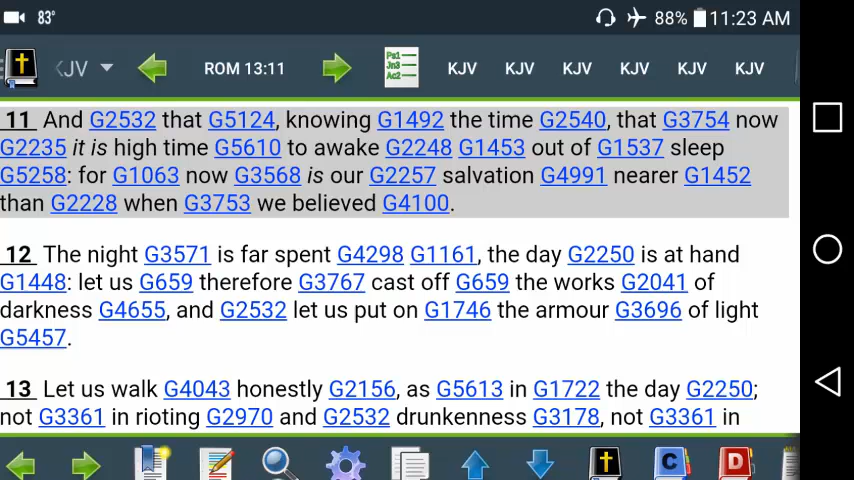 83° 88% 11:23 AM
KJV ROM 13:11 Ps1 Jn3 Ac2 KJV KJV KJV KJV KJV KJV
11 And G2532 that G5124, knowing G1492 the time G2540, that G3754 now
G2235 it is high time G5610 to awake G2248 G1453 out of G1537 sleep
G5258: for G1063 now G3568 is our G2257 salvation G4991 nearer G1452
than G2228 when G3753 we believed G4100.
12 The night G3571 is far spent G4298 G1161, the day G2250 is at hand
G1448: let us G659 therefore G3767 cast off G659 the works G2041 of
darkness G4655, and G2532 let us put on G1746 the armour G3696 of light
G5457.
13 Let us walk G4043 honestly G2156, as G5613 in G1722 the day G2250;
not G3361 in rioting G2970 and G2532 drunkenness G3178, not G3361 in
C D